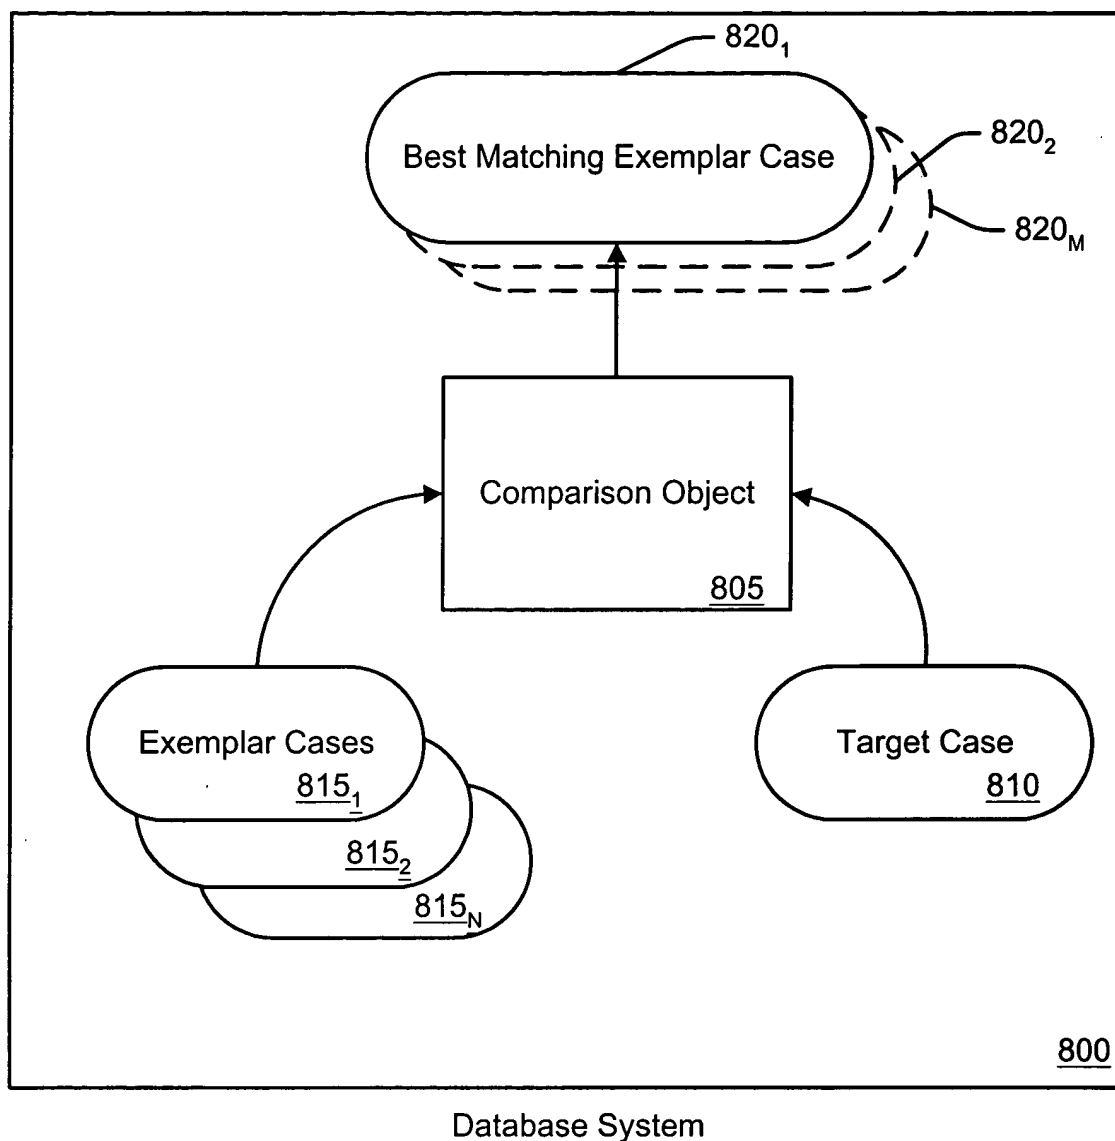 820₁
Best Matching Exemplar Case
820₂
820M
Comparison Object
805
Exemplar Cases
815₁
815₂
815N
Target Case
810
800
Database System